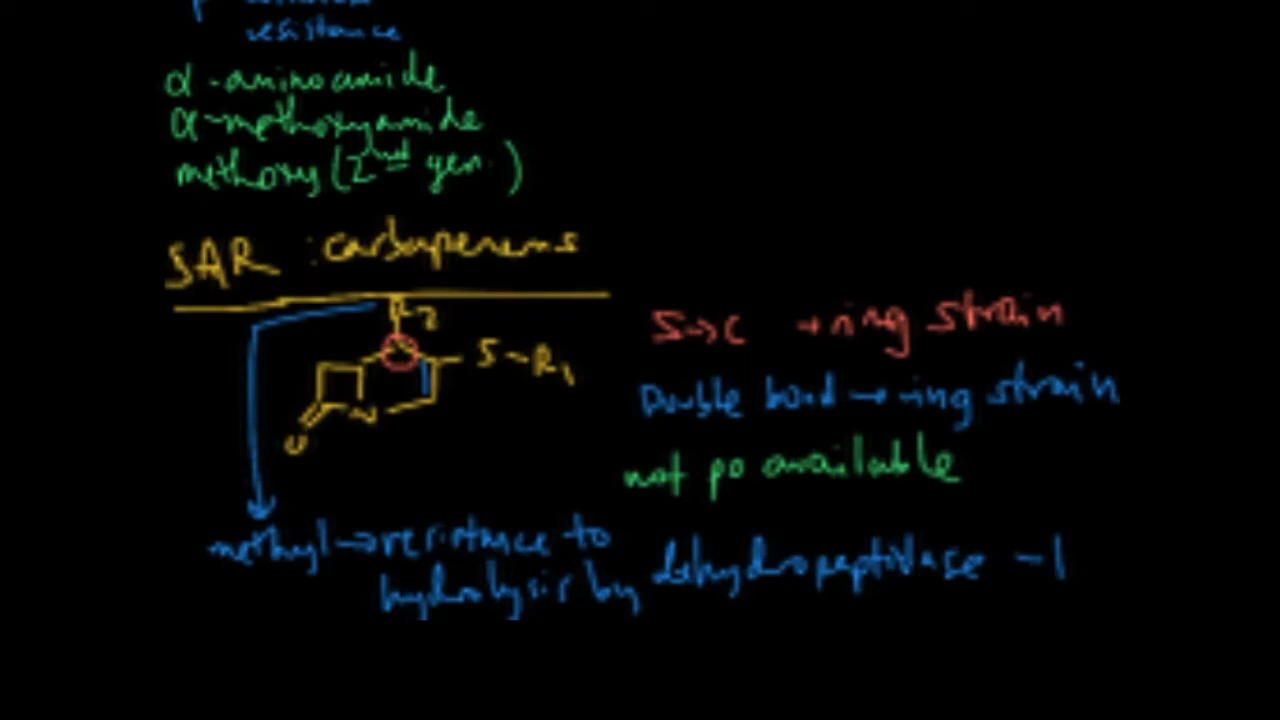 resistance
α-aminoamide
α-methoxyamide
methoxy (2nd gen.)
SAR : carbapenems
R2
S-R1
N
O
S→C → ring strain
Double bond → ring strain
not po available
methyl → resistance to
hydrolysis by dehydropeptidase -1